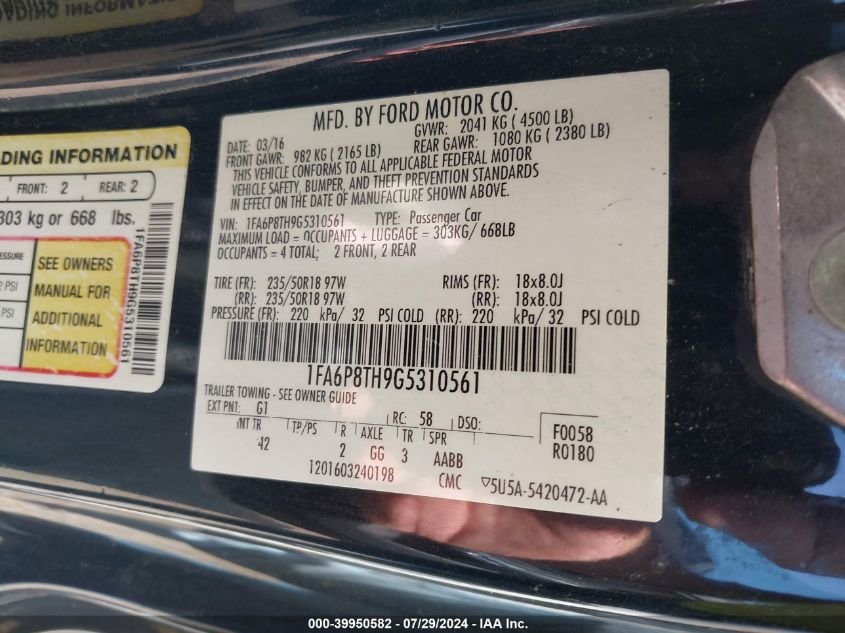 ADING INFORMATION
MFD. BY FORD MOTOR CO.
DATE: 03/16 GVWR: 2041 KG ( 4500 LB)
FRONT GAWR: 982 KG ( 2165 LB) REAR GAWR: 1080 KG ( 2380 LB)
THIS VEHICLE CONFORMS TO ALL APPLICABLE FEDERAL MOTOR
VEHICLE SAFETY, BUMPER, AND THEFT PREVENTION STANDARDS
IN EFFECT ON THE DATE OF MANUFACTURE SHOWN ABOVE.
VIN: 1FA6P8TH9G5310561 TYPE: Passenger Car
MAXIMUM LOAD = OCCUPANTS + LUGGAGE = 303KG/ 668LB
OCCUPANTS = 4 TOTAL; 2 FRONT, 2 REAR
TIRE (FR): 235/50R18 97W RIMS (FR): 18x8.0J
(RR): 235/50R18 97W (RR): 18x8.0J
PRESSURE (FR): 220 kPa/ 32 PSI COLD (RR): 220 kPa/ 32 PSI COLD
1FA6P8TH9G5310561
TRAILER TOWING - SEE OWNER GUIDE
EXT PNT: G1 RC: 58 DSO: F0058
R0180
INT TR TP/PS R AXLE TR SPR
42 2 GG 3 AABB
1201603240198 CMC 5U5A-5420472-AA
ADING INFORMATION
FRONT: 2 REAR: 2
303 kg or 668 lbs.
PRESSURE
PSI
PSI
SEE OWNERS
MANUAL FOR
ADDITIONAL
INFORMATION
1FA6P8TH9G5310561
000-39950582 / 07/29/2024 - IAA Inc.